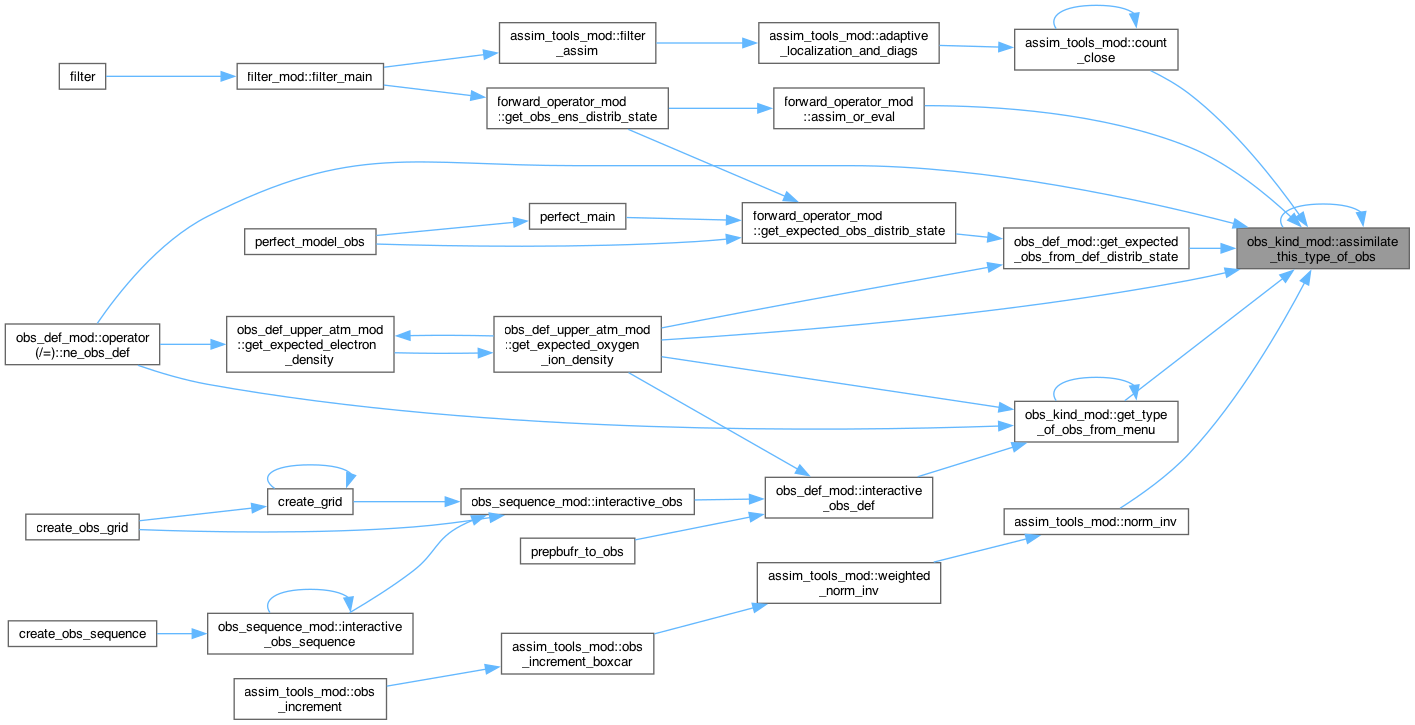 assim_tools_mod::filter
_assim
assim_tools_mod::adaptive
_localization_and_diags
assim_tools_mod::count
_close
filter
filter_mod::filter_main
forward_operator_mod
::get_obs_ens_distrib_state
forward_operator_mod
::assim_or_eval
perfect_main
perfect_model_obs
forward_operator_mod
::get_expected_obs_distrib_state
obs_def_mod::get_expected
_obs_from_def_distrib_state
obs_kind_mod::assimilate
_this_type_of_obs
obs_def_mod::operator
(/=)::ne_obs_def
obs_def_upper_atm_mod
::get_expected_electron
_density
obs_def_upper_atm_mod
::get_expected_oxygen
_ion_density
obs_kind_mod::get_type
_of_obs_from_menu
create_grid
obs_sequence_mod::interactive_obs
obs_def_mod::interactive
_obs_def
create_obs_grid
prepbufr_to_obs
assim_tools_mod::norm_inv
assim_tools_mod::weighted
_norm_inv
create_obs_sequence
obs_sequence_mod::interactive
_obs_sequence
assim_tools_mod::obs
_increment_boxcar
assim_tools_mod::obs
_increment